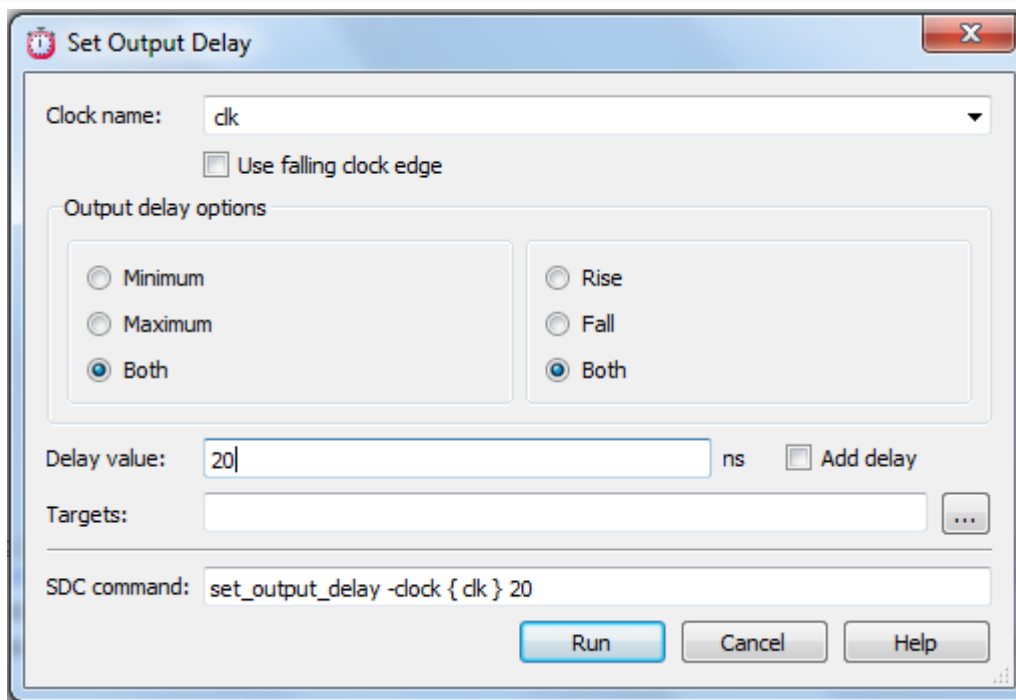 Set Output Delay
Clock name: clk
Use falling clock edge
Output delay options
Minimum
Rise
Maximum
Fall
Both
Both
Delay value: 20 ns Add delay
Targets: ...
SDC command: set_output_delay -clock { clk } 20
Run Cancel Help